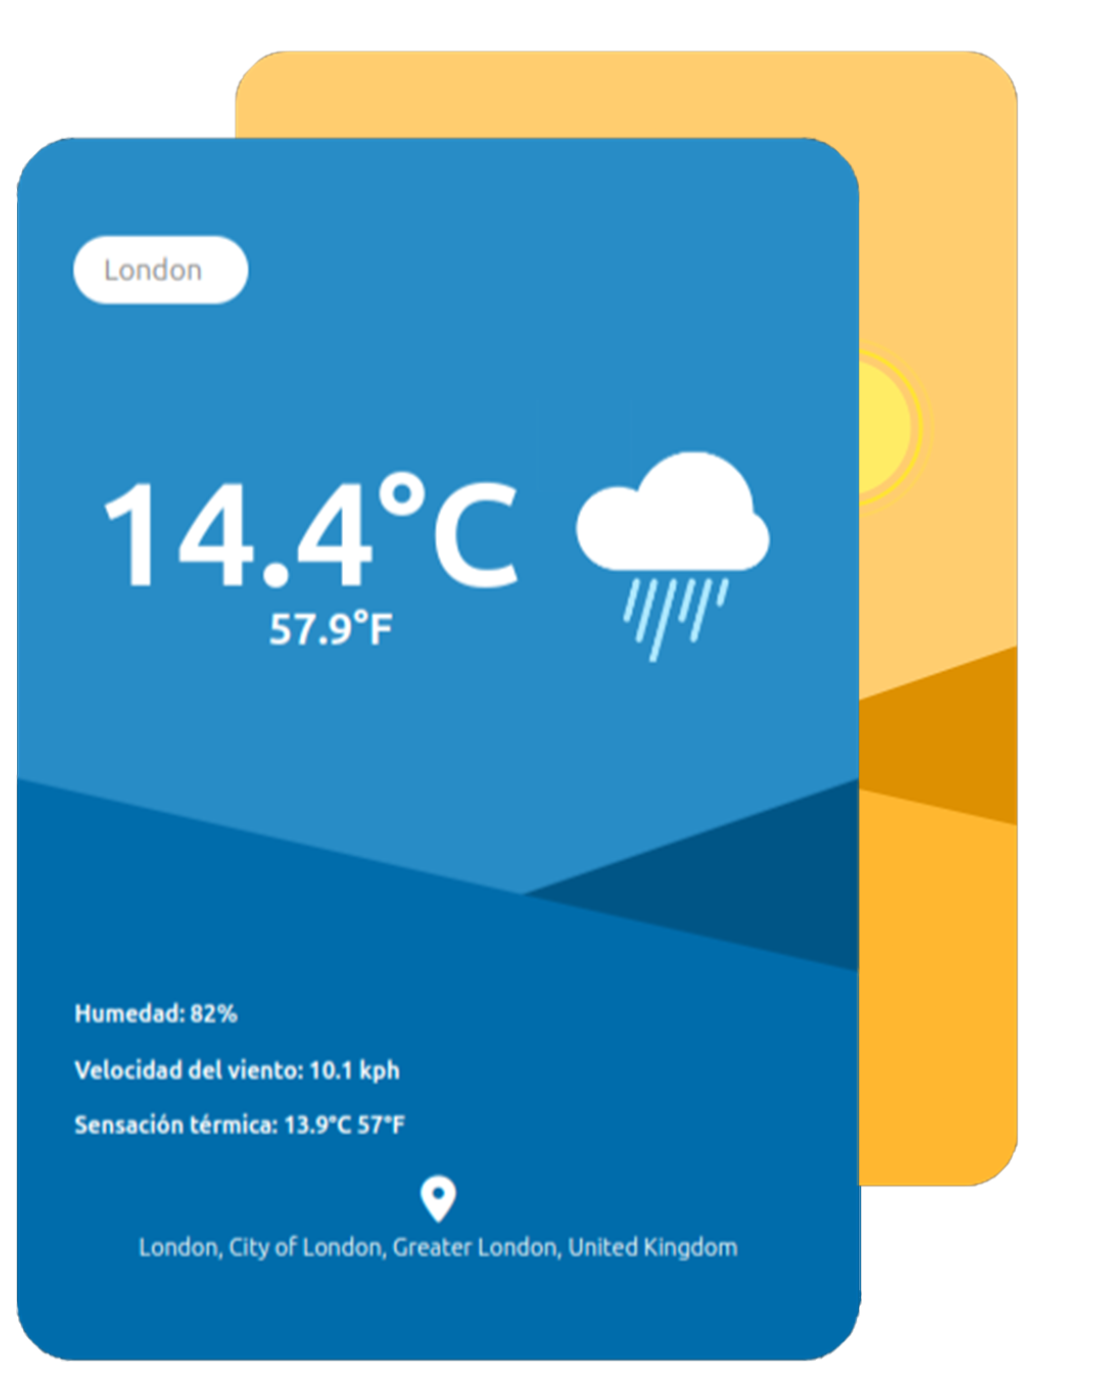 London
14.4°C
57.9°F
Humedad: 82%
Velocidad del viento: 10.1 kph
Sensación térmica: 13.9°C 57°F
London, City of London, Greater London, United Kingdom